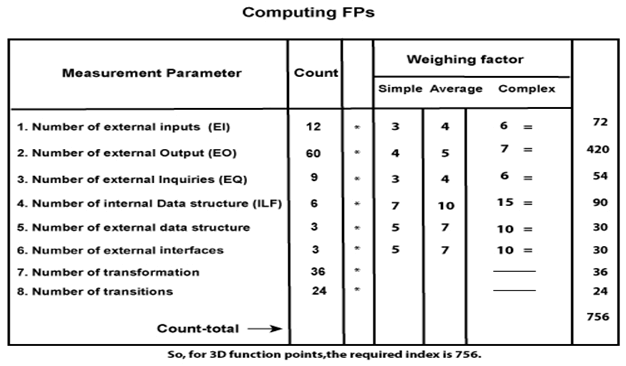 Computing FPs
Measurement Parameter Count Weighing factor
Simple Average Complex
1. Number of external inputs (EI) 12 * 3 4 6 = 72
2. Number of external Output (EO) 60 * 4 5 7 = 420
3. Number of external Inquiries (EQ) 9 * 3 4 6 = 54
4. Number of internal Data structure (ILF) 6 * 7 10 15 = 90
5. Number of external data structure 3 * 5 7 10 = 30
6. Number of external interfaces 3 * 5 7 10 = 30
7. Number of transformation 36 * 36
8. Number of transitions 24 * 24
Count-total 756
So, for 3D function points,the required index is 756.